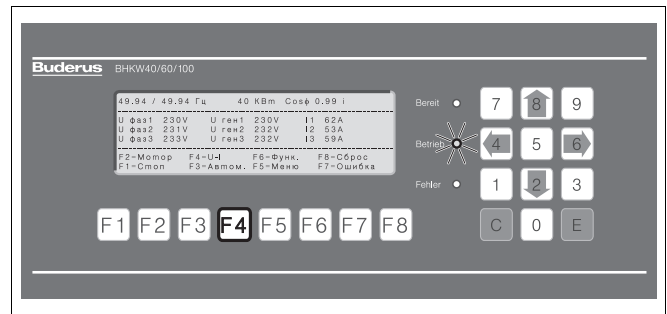 Buderus BHKW40/60/100
49.94 / 49.94 Гц 40 КВт Cosϕ 0.99 i
U фаз1 230V U ген1 230V I1 62A
U фаз2 231V U ген2 232V I2 53A
U фаз3 233V U ген3 232V I3 59A
F2-Мотор F4-U-I F6-Функ. F8-Сброс
F1-Стоп F3-Автом. F5-Меню F7-Ошибка
Bereit
Betrieb
Fehler
7 8 9
4 5 6
1 2 3
C 0 E
F1 F2 F3 F4 F5 F6 F7 F8